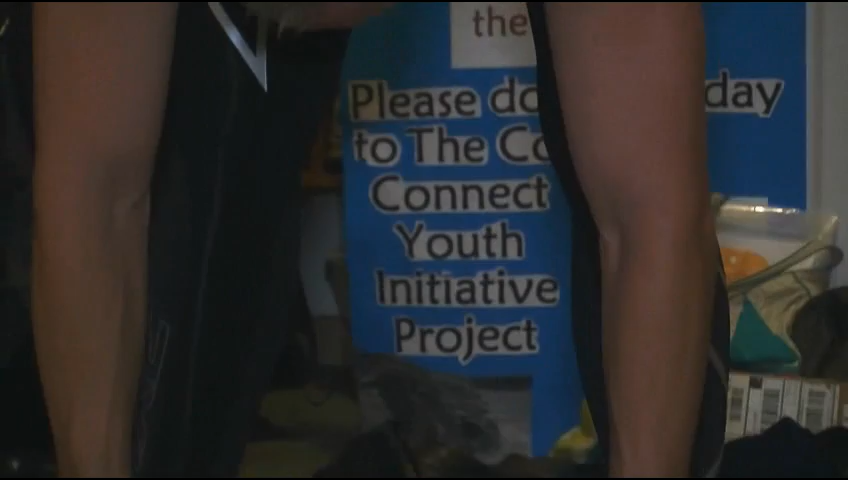 the
Please do day
to The Co
Connect
Youth
Initiative
Project